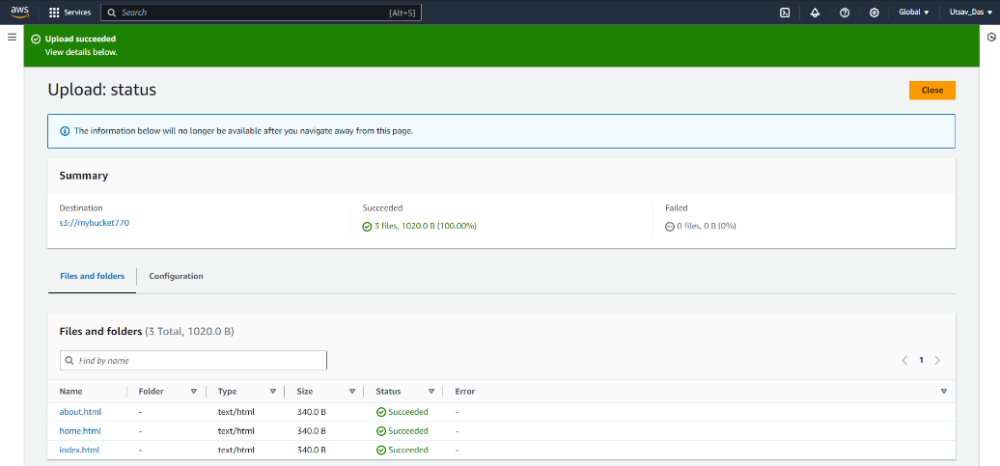 aws Services Search [Alt+S] Global Utsav_Das
Upload succeeded
View details below.
Upload: status Close
The information below will no longer be available after you navigate away from this page.
Summary
Destination Succeeded Failed
s3://mybucket770 3 files, 1020.0 B (100.00%) 0 files, 0 B (0%)
Files and folders Configuration
Files and folders (3 Total, 1020.0 B)
Find by name 1
Name Folder Type Size Status Error
about.html - text/html 340.0 B Succeeded -
home.html - text/html 340.0 B Succeeded -
index.html - text/html 340.0 B Succeeded -